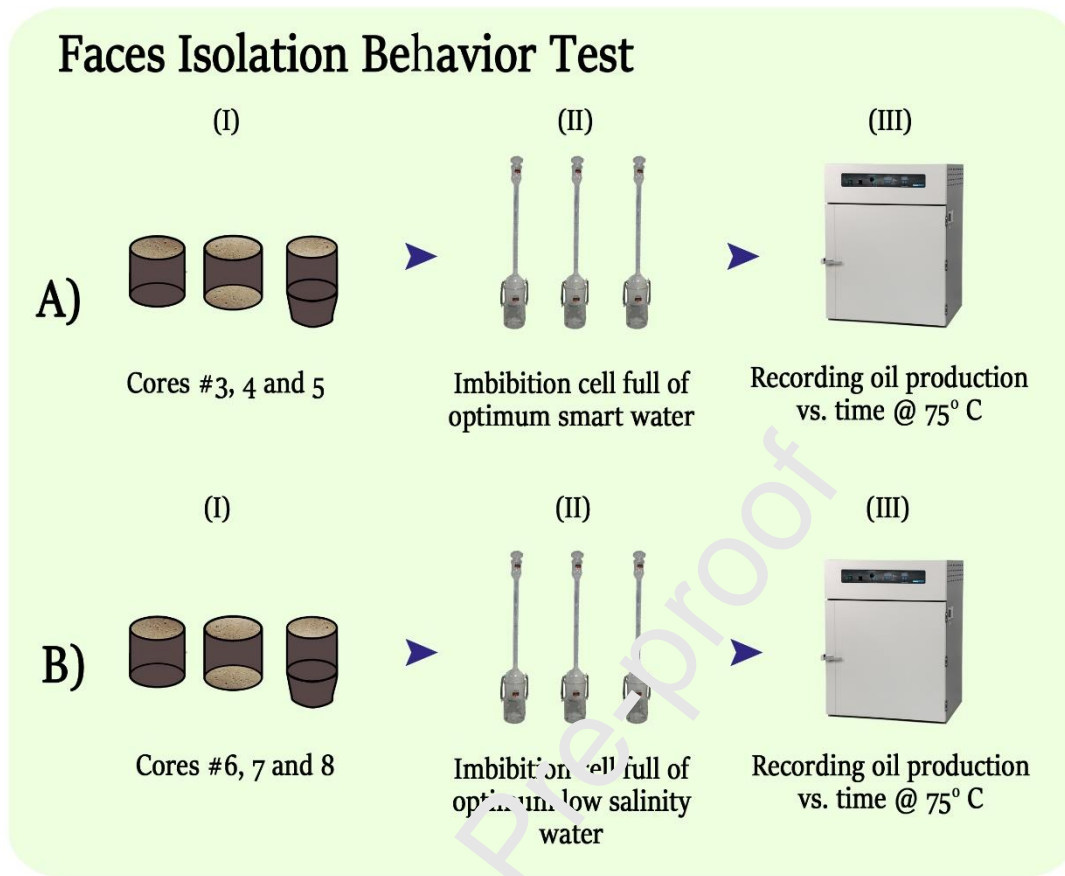 Faces Isolation Behavior Test
(I)
(II)
(III)
A)
Cores #3, 4 and 5
Imbibition cell full of
optimum smart water
Recording oil production
vs. time @ 75° C
(I)
(II)
(III)
B)
Cores #6, 7 and 8
Imbibition cell full of
optimum low salinity
water
Recording oil production
vs. time @ 75° C
Pre-proof